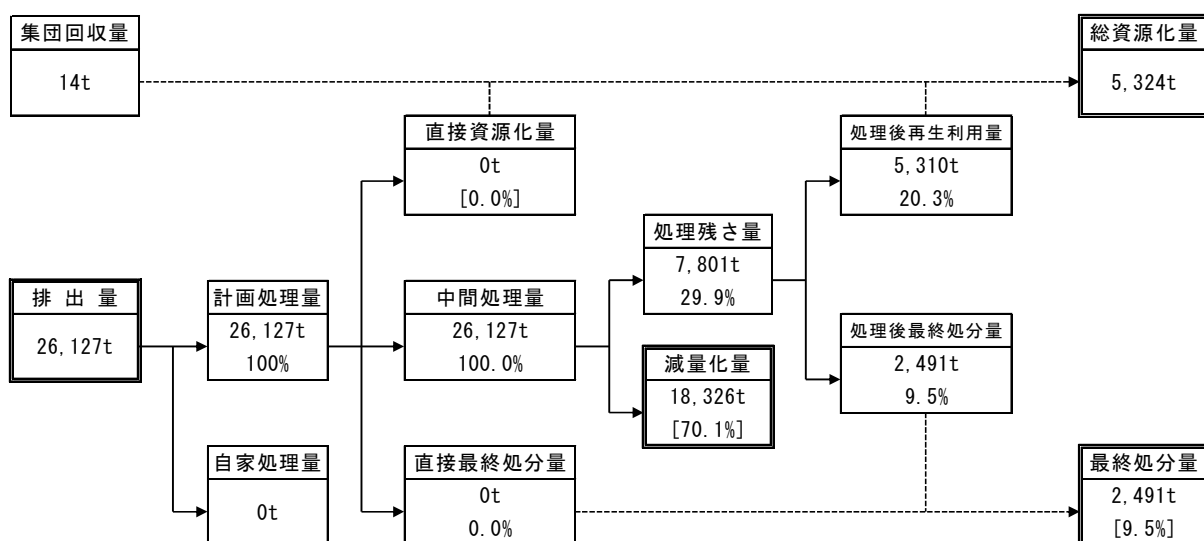 集団回収量
14t
総資源化量
5,324t
直接資源化量
0t
[0.0%]
処理後再生利用量
5,310t
20.3%
処理残さ量
7,801t
29.9%
排出量
26,127t
計画処理量
26,127t
100%
中間処理量
26,127t
100.0%
減量化量
18,326t
[70.1%]
処理後最終処分量
2,491t
9.5%
自家処理量
0t
直接最終処分量
0t
0.0%
最終処分量
2,491t
[9.5%]